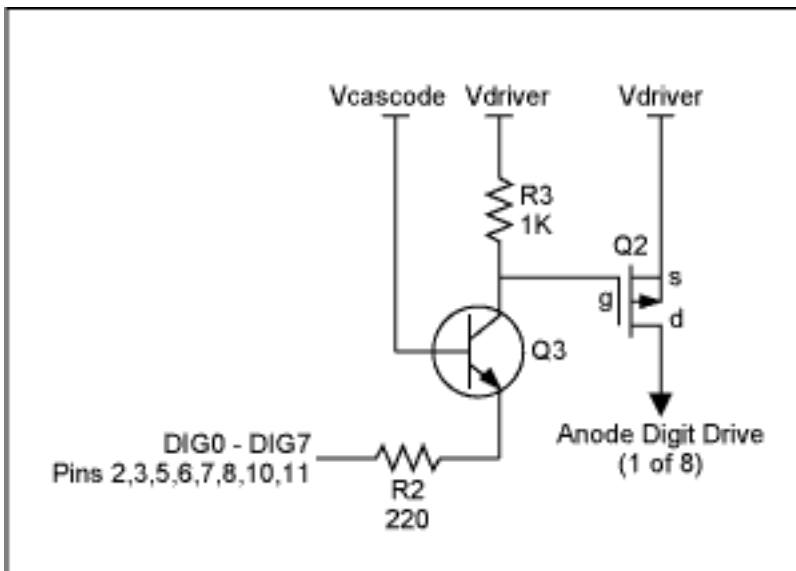 Vcascode Vdriver Vdriver
R3
1K
Q2
s
g
d
Q3
DIG0 - DIG7
Pins 2,3,5,6,7,8,10,11
R2
220
Anode Digit Drive
(1 of 8)